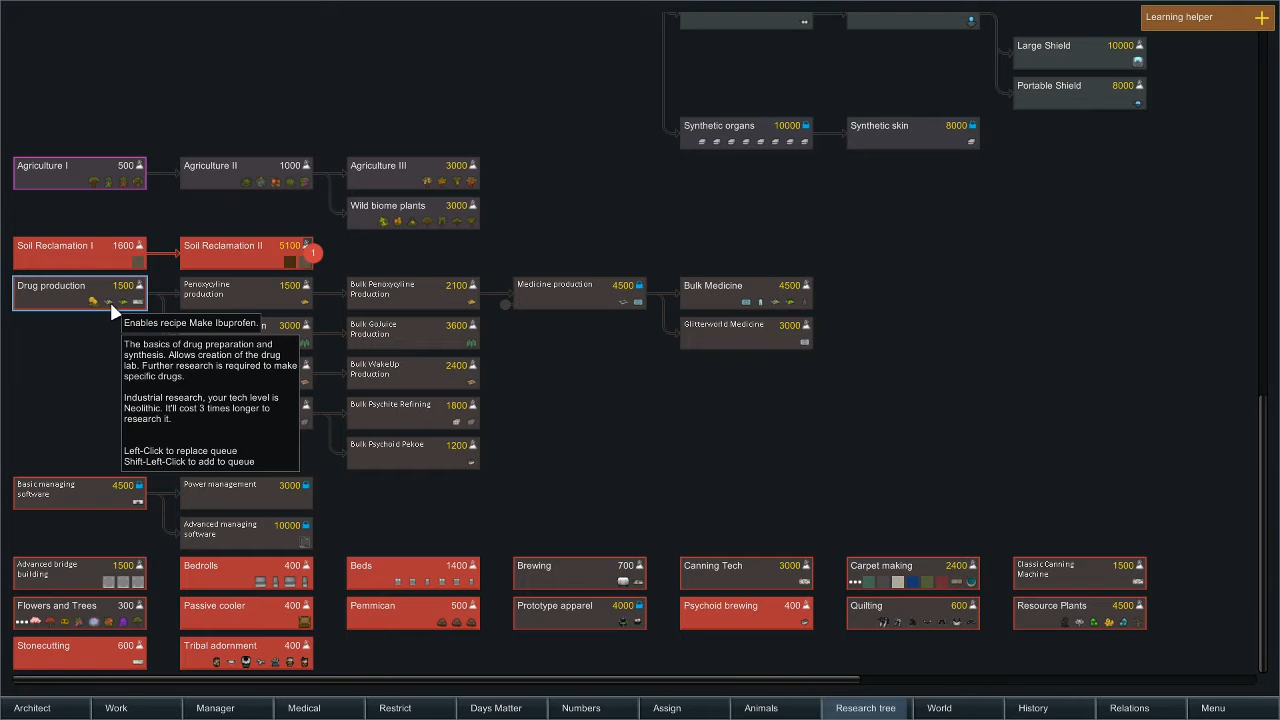 Learning helper
Large Shield 10000
Portable Shield 8000
Synthetic organs 10000
Synthetic skin 8000
Agriculture I 500
Agriculture II 1000
Agriculture III 3000
Wild biome plants 3000
Soil Reclamation I 1600
Soil Reclamation II 5100
1
Drug production 1500
Penoxycyline production 1500
Bulk Penoxycyline Production 2100
Medicine production 4500
Bulk Medicine 4500
Enables recipe Make Ibuprofen.
n 3000
Bulk GoJuice Production 3600
Glitterworld Medicine 3000
The basics of drug preparation and
synthesis. Allows creation of the drug
lab. Further research is required to make
specific drugs.
Bulk WakeUp Production 2400
Industrial research, your tech level is
Neolithic. It'll cost 3 times longer to
research it.
Bulk Psychite Refining 1800
Left-Click to replace queue
Shift-Left-Click to add to queue
Bulk Psychoid Pekoe 1200
Basic managing software 4500
Power management 3000
Advanced managing software 10000
Advanced bridge building 1500
Bedrolls 400
Beds 1400
Brewing 700
Canning Tech 3000
Carpet making 2400
Classic Canning Machine 1500
Flowers and Trees 300
Passive cooler 400
Pemmican 500
Prototype apparel 4000
Psychoid brewing 400
Quilting 600
Resource Plants 4500
Stonecutting 600
Tribal adornment 400
Architect Work Manager Medical Restrict Days Matter Numbers Assign Animals Research tree World History Relations Menu